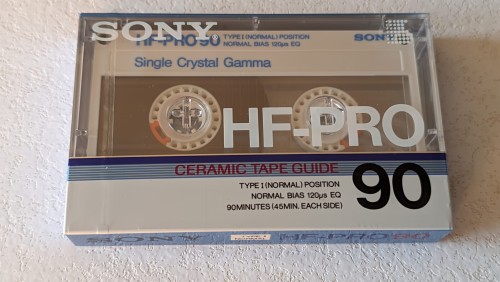 SONY
HF-PRO 90 TYPE I (NORMAL) POSITION
NORMAL BIAS 120µs EQ
SONY
Single Crystal Gamma
HF-PRO
CERAMIC TAPE GUIDE
TYPE I (NORMAL) POSITION
NORMAL BIAS 120µs EQ
90MINUTES (45MIN. EACH SIDE)
90
SONY HF-PRO 90